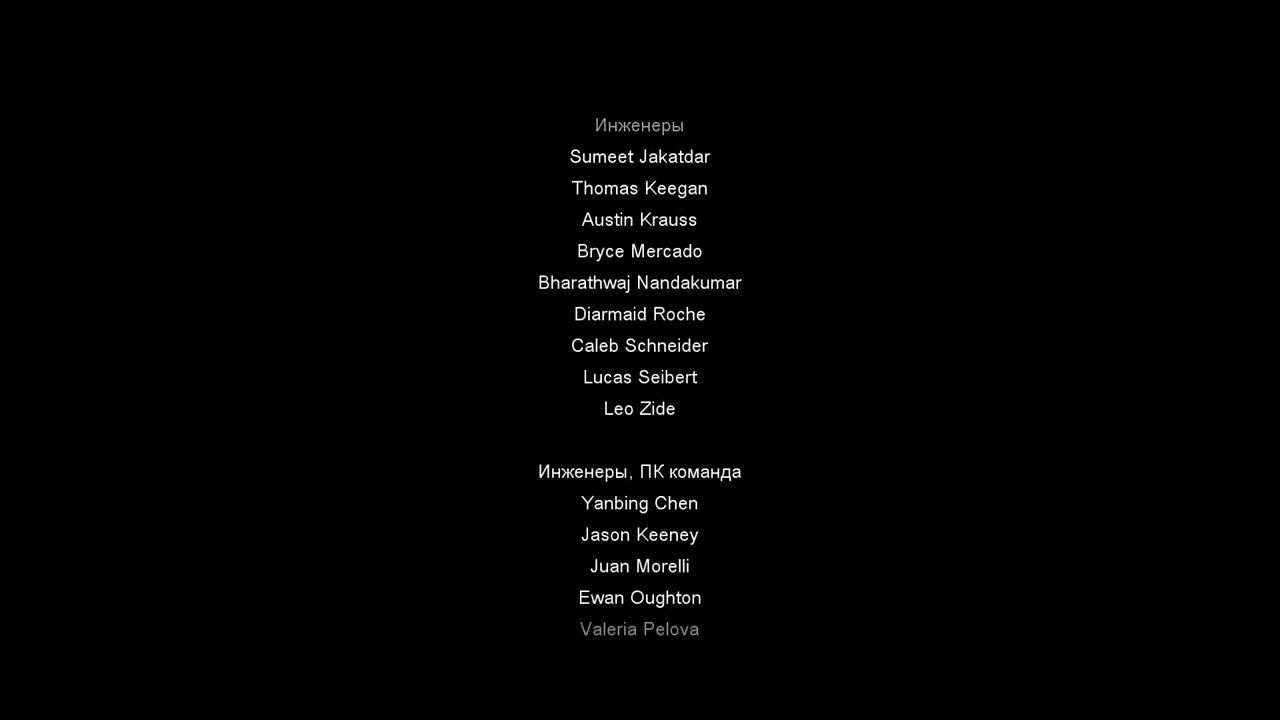 Инженеры
Sumeet Jakatdar
Thomas Keegan
Austin Krauss
Bryce Mercado
Bharathwaj Nandakumar
Diarmaid Roche
Caleb Schneider
Lucas Seibert
Leo Zide
Инженеры, ПК команда
Yanbing Chen
Jason Keeney
Juan Morelli
Ewan Oughton
Valeria Pelova